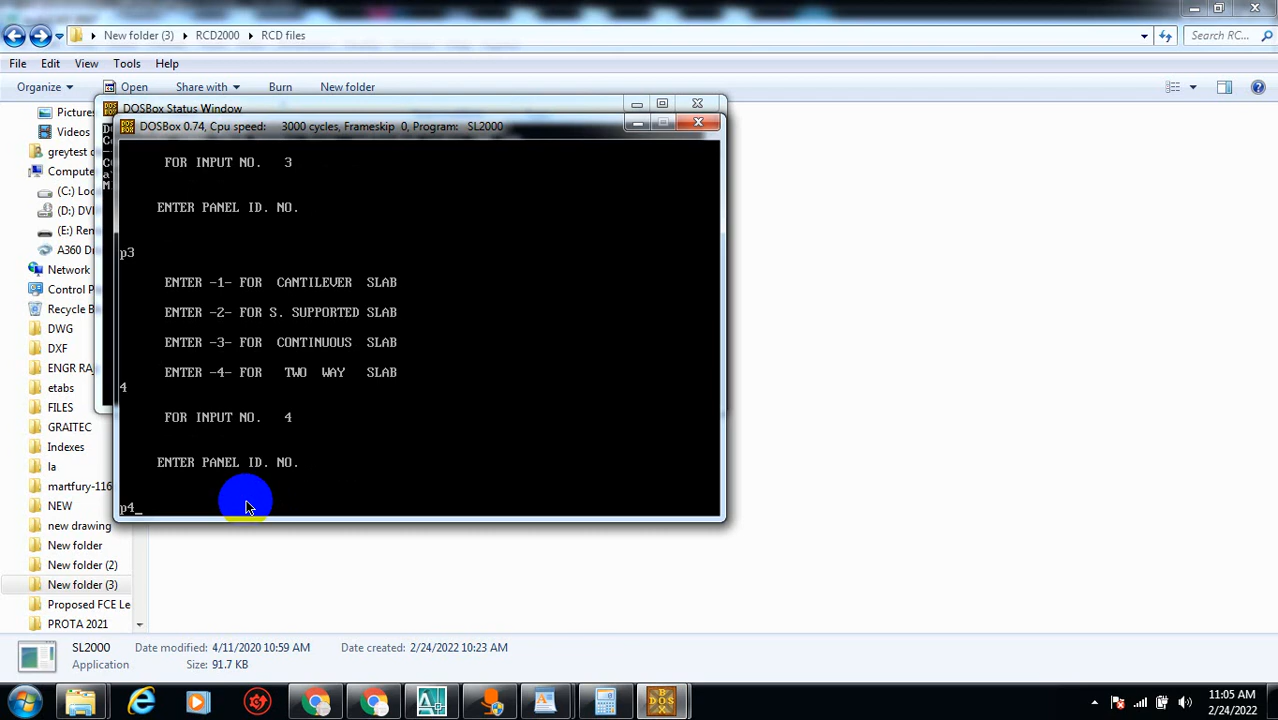 New folder (3) RCD2000 RCD files
Search RC...
File Edit View Tools Help
Organize Open Share with Burn New folder
Pictures
Videos
greytest
Compute
(C:) Loc
(D:) DV
(E:) Rem
A360 Dr
Network
Control P
Recycle B
DWG
DXF
ENGR RA
etabs
FILES
GRAITEC
Indexes
la
martfury-116
NEW
new drawing
New folder
New folder (2)
New folder (3)
Proposed FCE Le
PROTA 2021
DOSBox Status Window
DOSBox 0.74, Cpu speed: 3000 cycles, Frameskip 0, Program: SL2000
FOR INPUT NO. 3
ENTER PANEL ID. NO.
p3
ENTER -1- FOR CANTILEVER SLAB
ENTER -2- FOR S. SUPPORTED SLAB
ENTER -3- FOR CONTINUOUS SLAB
ENTER -4- FOR TWO WAY SLAB
4
FOR INPUT NO. 4
ENTER PANEL ID. NO.
p4_
SL2000 Date modified: 4/11/2020 10:59 AM Date created: 2/24/2022 10:23 AM
Application Size: 91.7 KB
11:05 AM
2/24/2022